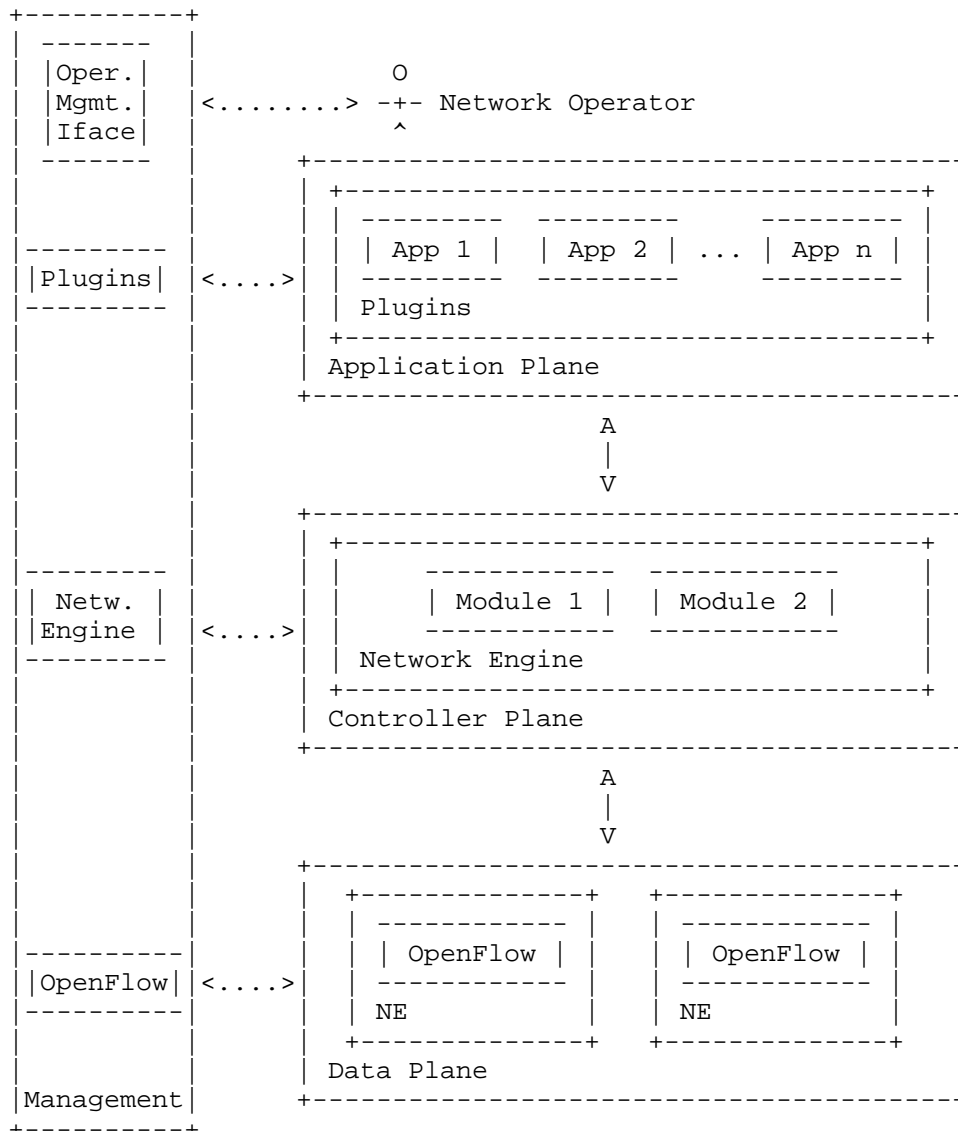 Oper.
Mgmt.
Iface
O
-+- Network Operator
^
App 1 App 2 ... App n
Plugins
Plugins
Application Plane
A
V
Module 1 Module 2
Netw.
Engine
Network Engine
Controller Plane
A
V
OpenFlow OpenFlow
OpenFlow
NE NE
Data Plane
Management